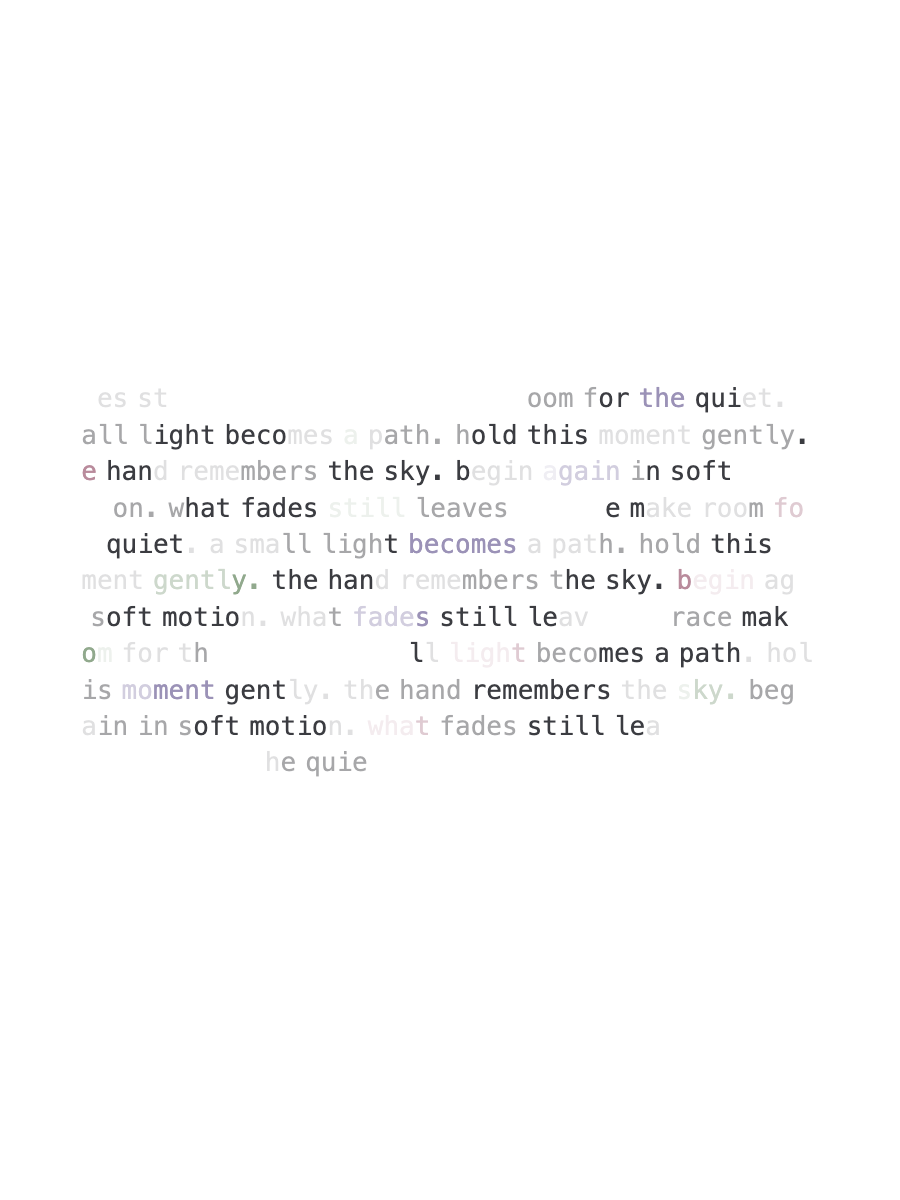 es st oom for the quiet.
all light becomes a path. hold this moment gently.
e hand remembers the sky. begin again in soft
on. what fades still leaves e make room fo
quiet. a small light becomes a path. hold this
ment gently. the hand remembers the sky. begin ag
soft motion. what fades still leav race mak
om for th ll light becomes a path. hol
is moment gently. the hand remembers the sky. beg
ain in soft motion. what fades still lea
he quie